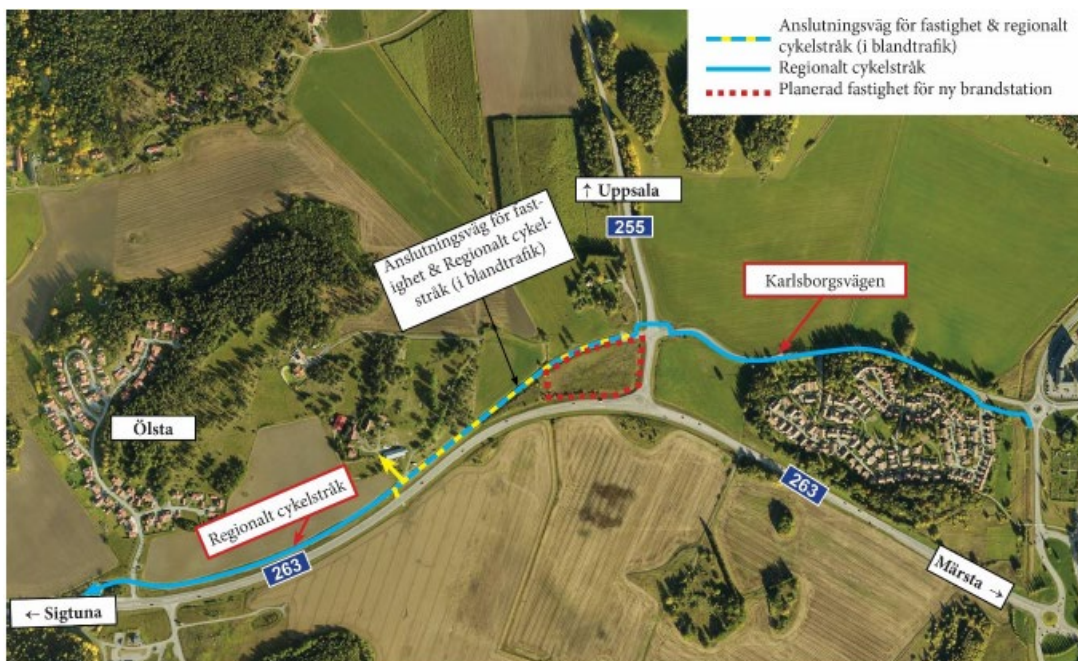 Anslutningsväg för fastighet & regionalt
cykelstråk (i blandtrafik)
Regionalt cykelstråk
Planerad fastighet för ny brandstation
↑ Uppsala
255
Anslutningsväg för fast-
ighet & Regionalt cykel-
stråk (i blandtrafik)
Karlsborgsvägen
Ölsta
Regionalt cykelstråk
263
263
Märsta →
← Sigtuna